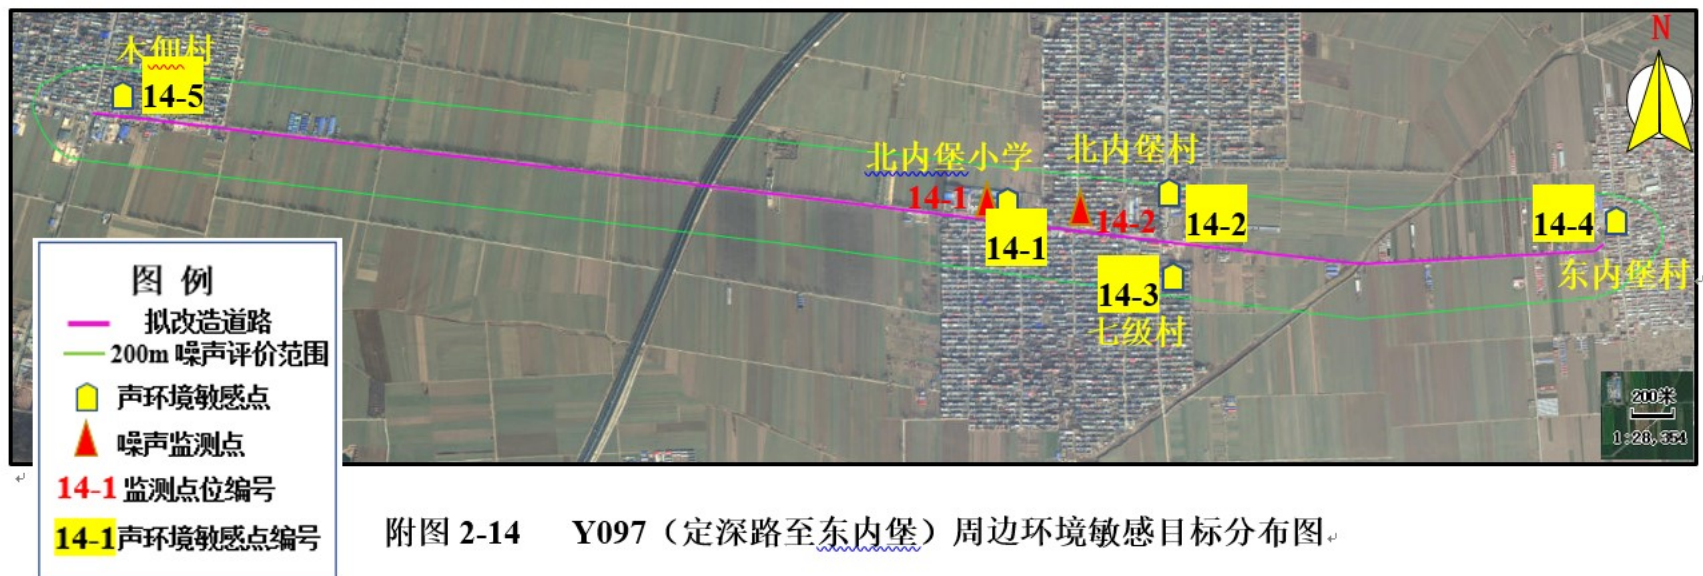 木佃村
N
14-5
北内堡小学
北内堡村
14-1
14-2
14-2
14-4
14-1
14-3
东内堡村
七级村
图 例
拟改造道路
200m 噪声评价范围
声环境敏感点
噪声监测点
14-1 监测点位编号
14-1 声环境敏感点编号
200米
1:28,354
附图 2-14 Y097（定深路至东内堡）周边环境敏感目标分布图